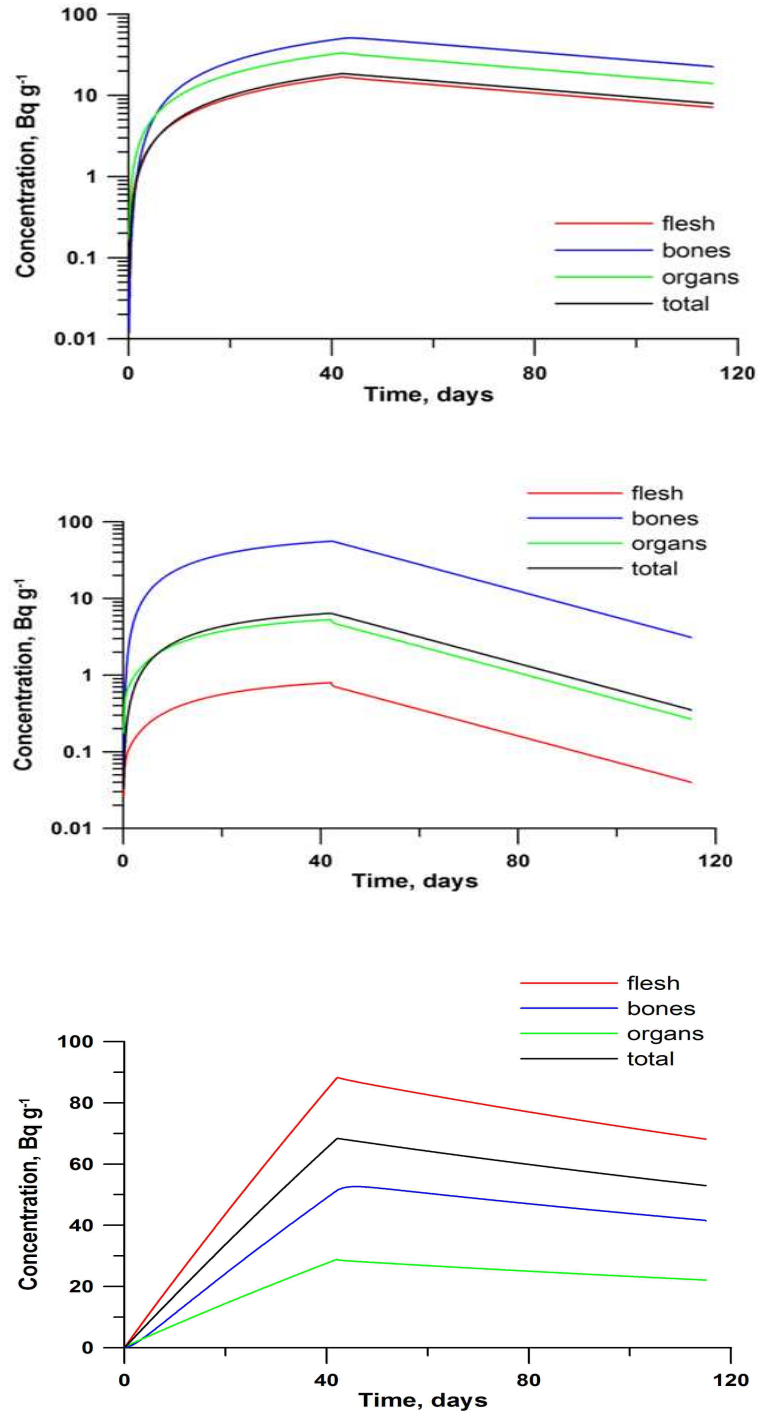 100
10
1
0.1
0.01
Concentration, Bq g-1
flesh
bones
organs
total
0 40 80 120
Time, days
flesh
bones
organs
total
100
10
1
0.1
0.01
Concentration, Bq g-1
0 40 80 120
Time, days
flesh
bones
organs
total
100
80
60
40
20
0
Concentration, Bq g-1
0 40 80 120
Time, days